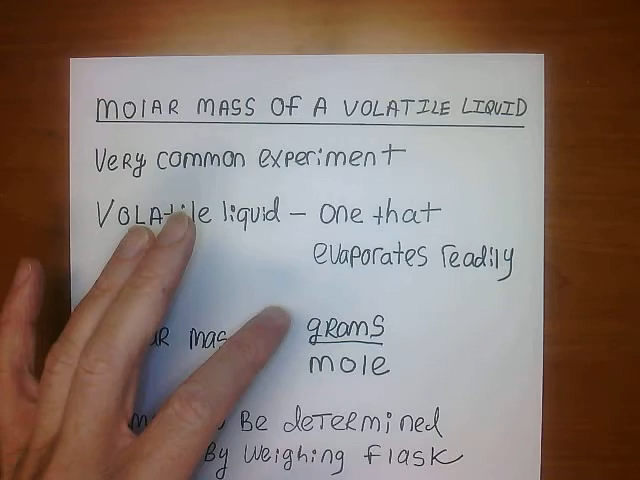 MOLAR MASS OF A VOLATILE LIQUID
VERY common experiment
VOLATile liquid - one that
evaporates readily
gRAMS
mole
Be deTERmined
By weighing flask